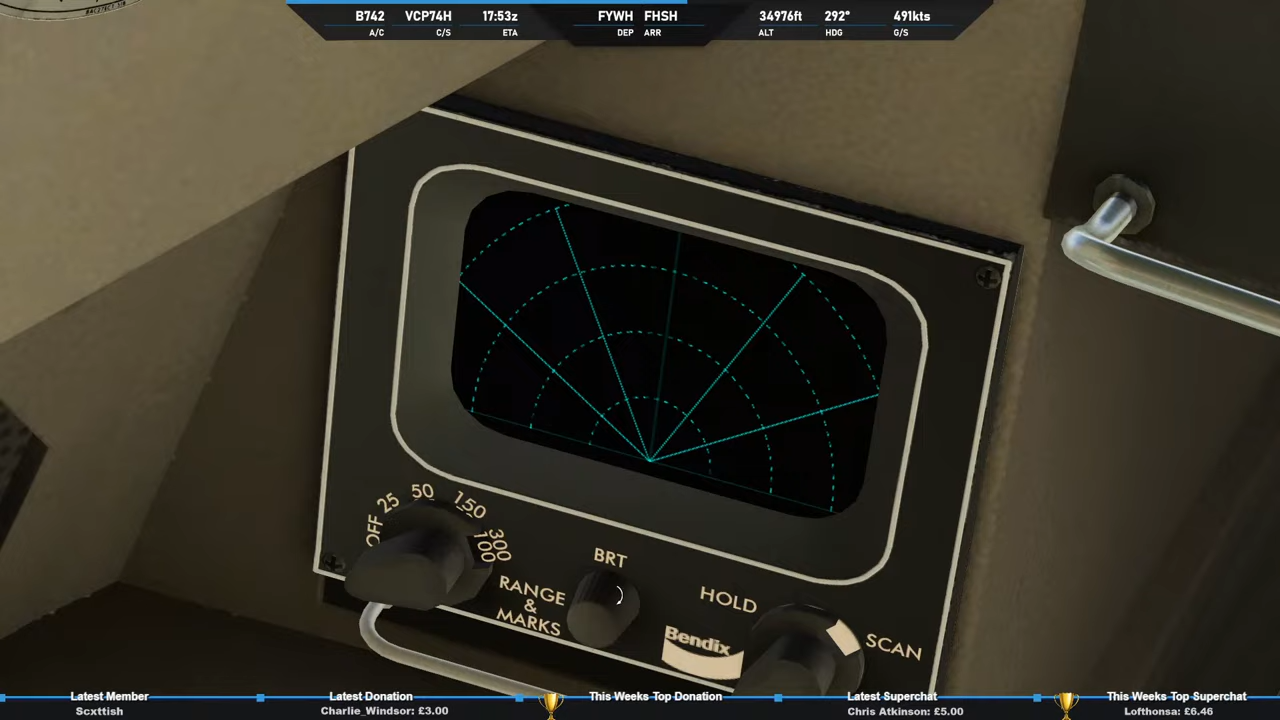 B742 VCP74H 17:53z FYWH FHSH 34976ft 292° 491kts
A/C C/S ETA DEP ARR ALT HDG G/S
OFF 25 50 150 300
100
RANGE
&
MARKS
BRT
HOLD
SCAN
Bendix
Latest Member Latest Donation This Weeks Top Donation Latest Superchat This Weeks Top Superchat
Scxttish Charlie_Windsor: £3.00 Chris Atkinson: £5.00 Lofthonsa: £6.46